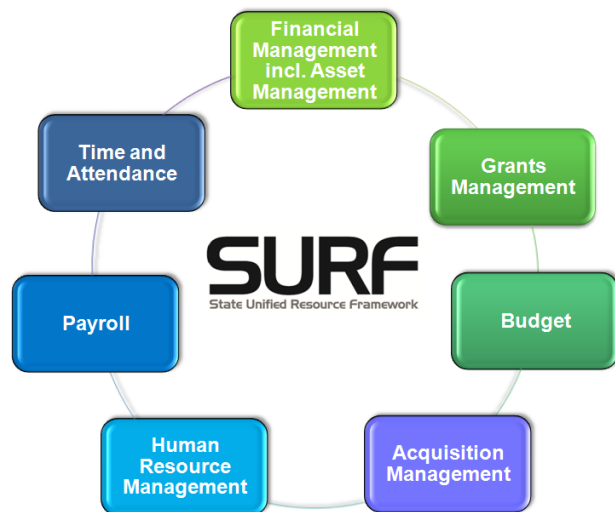 Financial
Management
incl. Asset
Management
Grants
Management
Budget
Acquisition
Management
Human
Resource
Management
Payroll
Time and
Attendance
SURF
State Unified Resource Framework